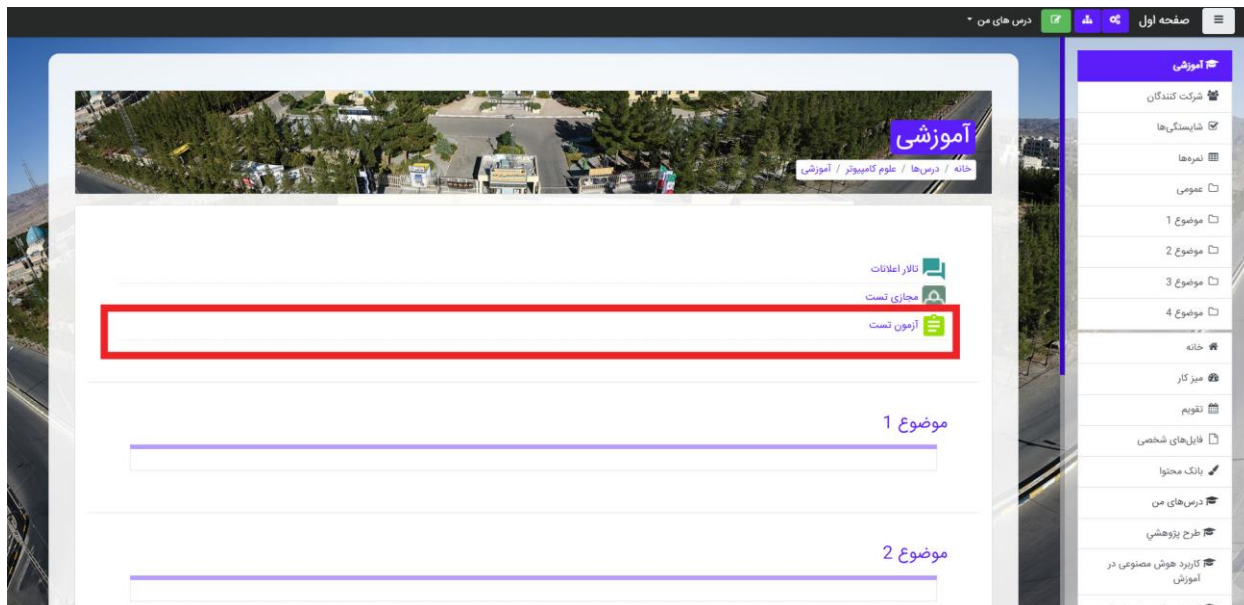 صفحه اول
درس های من
آموزشی
شرکت کنندگان
شایستگی‌ها
نمره‌ها
عمومی
موضوع 1
موضوع 2
موضوع 3
موضوع 4
خانه
میز کار
تقویم
فایل‌های شخصی
بانک محتوا
درس‌های من
طرح پژوهشي
کاربرد هوش مصنوعی در
آموزش
آموزشی
خانه / درس‌ها / علوم کامپیوتر / آموزشی
تالار اعلانات
مجازی تست
آزمون تست
موضوع 1
موضوع 2